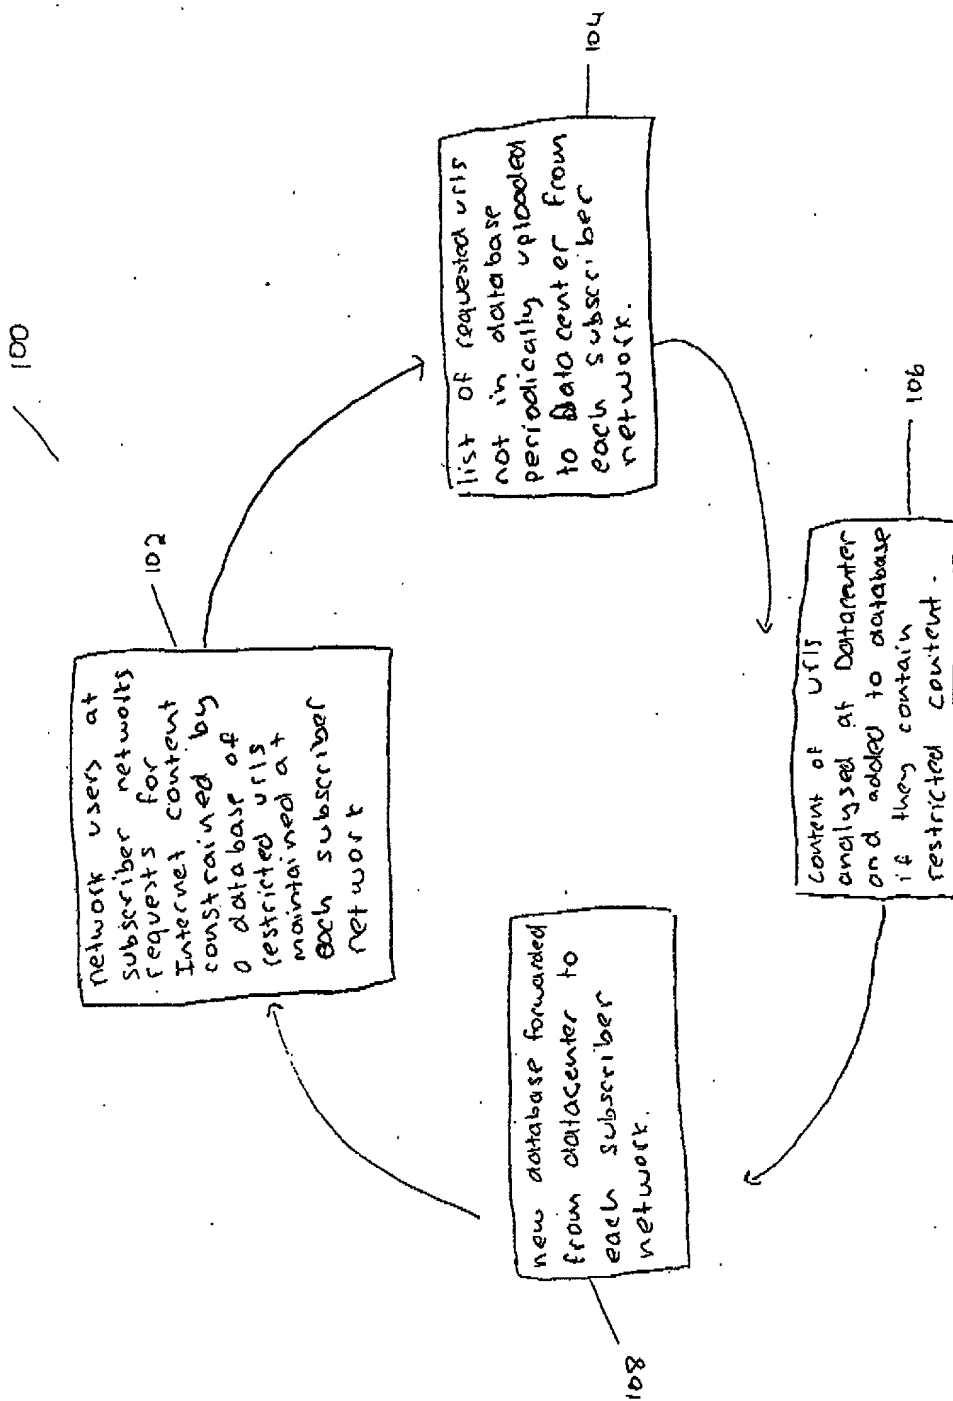 100
102
network users at
subscriber networks
requests for
Internet content
constrained by
a database of
restricted urls
maintained at
each subscriber
network
104
list of requested urls
not in database
periodically uploaded
to Datacenter from
each subscriber
network.
106
content of urls
analysed at Datacenter
and added to database
if they contain
restricted content.
108
new database forwarded
from datacenter to
each subscriber
network.